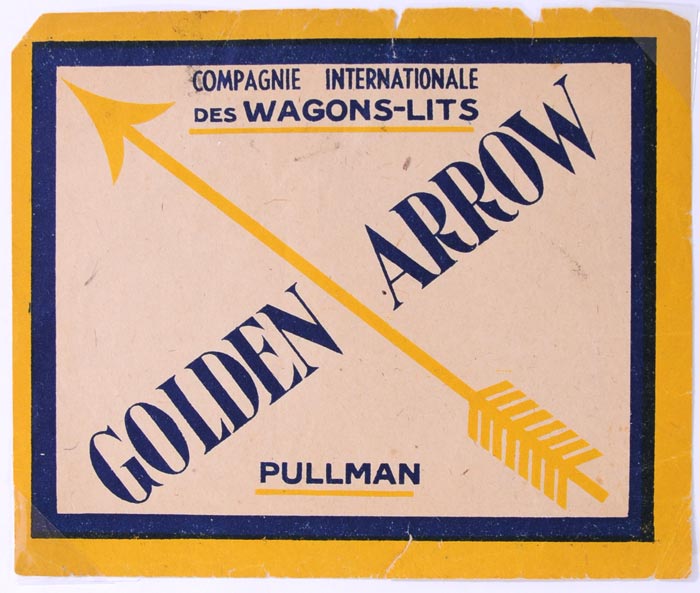 COMPAGNIE INTERNATIONALE
DES WAGONS-LITS
GOLDEN ARROW
PULLMAN